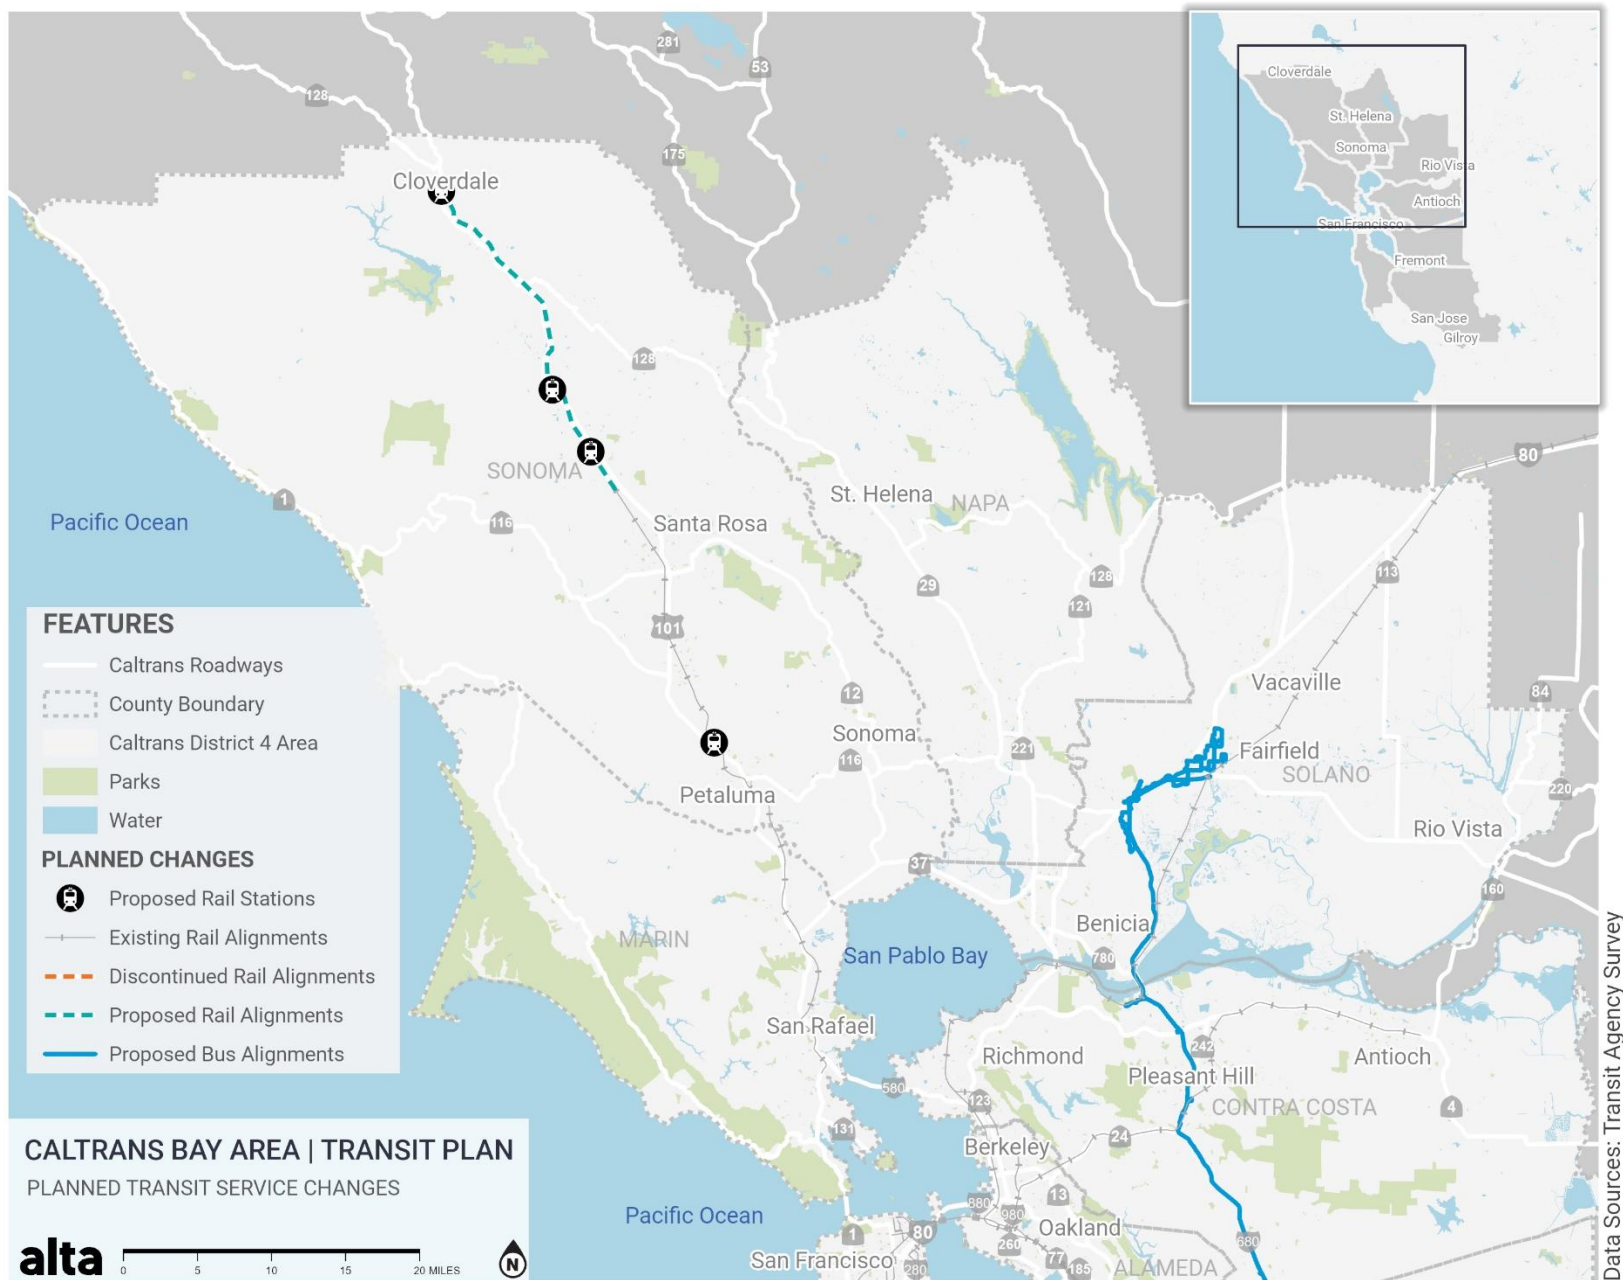 281
53
128
175
Cloverdale
128
SONOMA
St. Helena
NAPA
80
1
Pacific Ocean
116
Santa Rosa
29
128
113
121
101
12
Vacaville
84
Sonoma
221
Fairfield
116
SOLANO
220
Petaluma
Rio Vista
37
160
Benicia
MARIN
San Pablo Bay
780
San Rafael
Richmond
242
Antioch
Pleasant Hill
580
123
CONTRA COSTA
4
131
24
Berkeley
880
13
980
Pacific Ocean
Oakland
1
80
260
680
San Francisco
280
77
185
ALAMEDA
Cloverdale
St. Helena
Sonoma
Rio Vista
Antioch
San Francisco
Fremont
San Jose
Gilroy
FEATURES
Caltrans Roadways
County Boundary
Caltrans District 4 Area
Parks
Water
PLANNED CHANGES
Proposed Rail Stations
Existing Rail Alignments
Discontinued Rail Alignments
Proposed Rail Alignments
Proposed Bus Alignments
CALTRANS BAY AREA | TRANSIT PLAN
PLANNED TRANSIT SERVICE CHANGES
alta
0 5 10 15 20 MILES
N
Data Sources: Transit Agency Survey